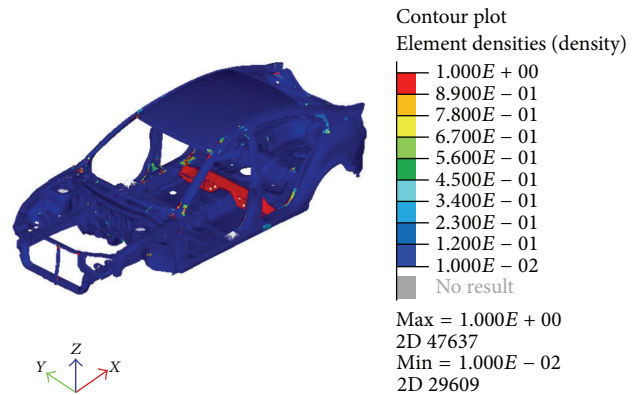 Contour plot
Element densities (density)
1.000E + 00
8.900E − 01
7.800E − 01
6.700E − 01
5.600E − 01
4.500E − 01
3.400E − 01
2.300E − 01
1.200E − 01
1.000E − 02
No result
Max = 1.000E + 00
2D 47637
Min = 1.000E − 02
2D 29609
Z
Y X